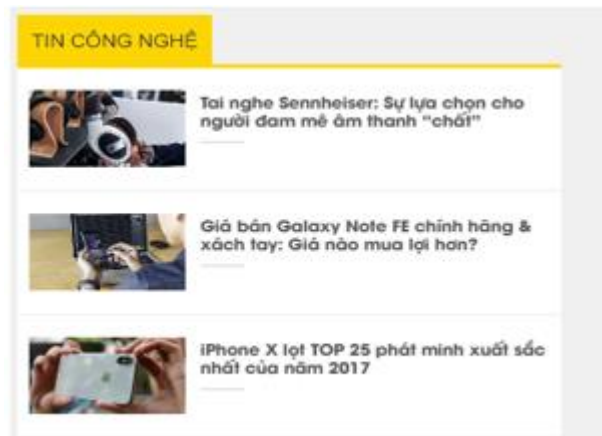 TIN CÔNG NGHỆ
Tai nghe Sennheiser: Sự lựa chọn cho
người đam mê âm thanh “chất”
Giá bán Galaxy Note FE chính hãng &
xách tay: Giá nào mua lợi hơn?
iPhone X lọt TOP 25 phát minh xuất sắc
nhất của năm 2017